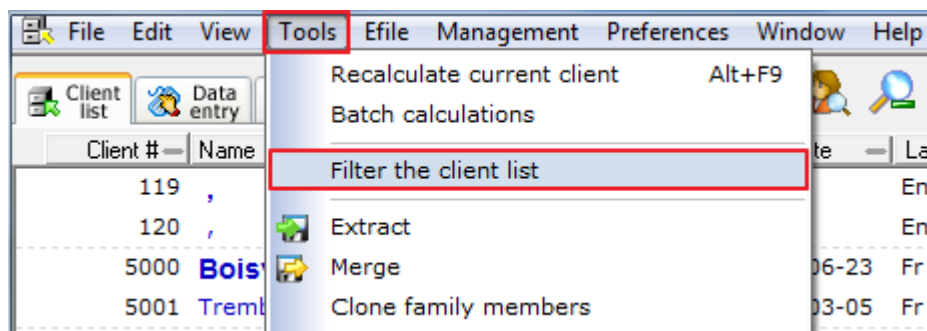 File Edit View Tools Efile Management Preferences Window Help
Recalculate current client Alt+F9
Client list
Data entry
Batch calculations
Client # Name
Filter the client list
119 ,
120 ,
Extract
5000
Merge
06-23 Fr
5001
Clone family members
03-05 Fr